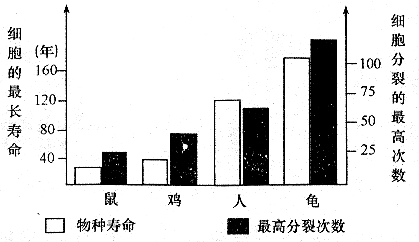 细胞的最长寿命
(年)
160
120
80
40
细胞分裂的最高次数
100
75
50
25
鼠 鸡 人 龟
物种寿命 最高分裂次数